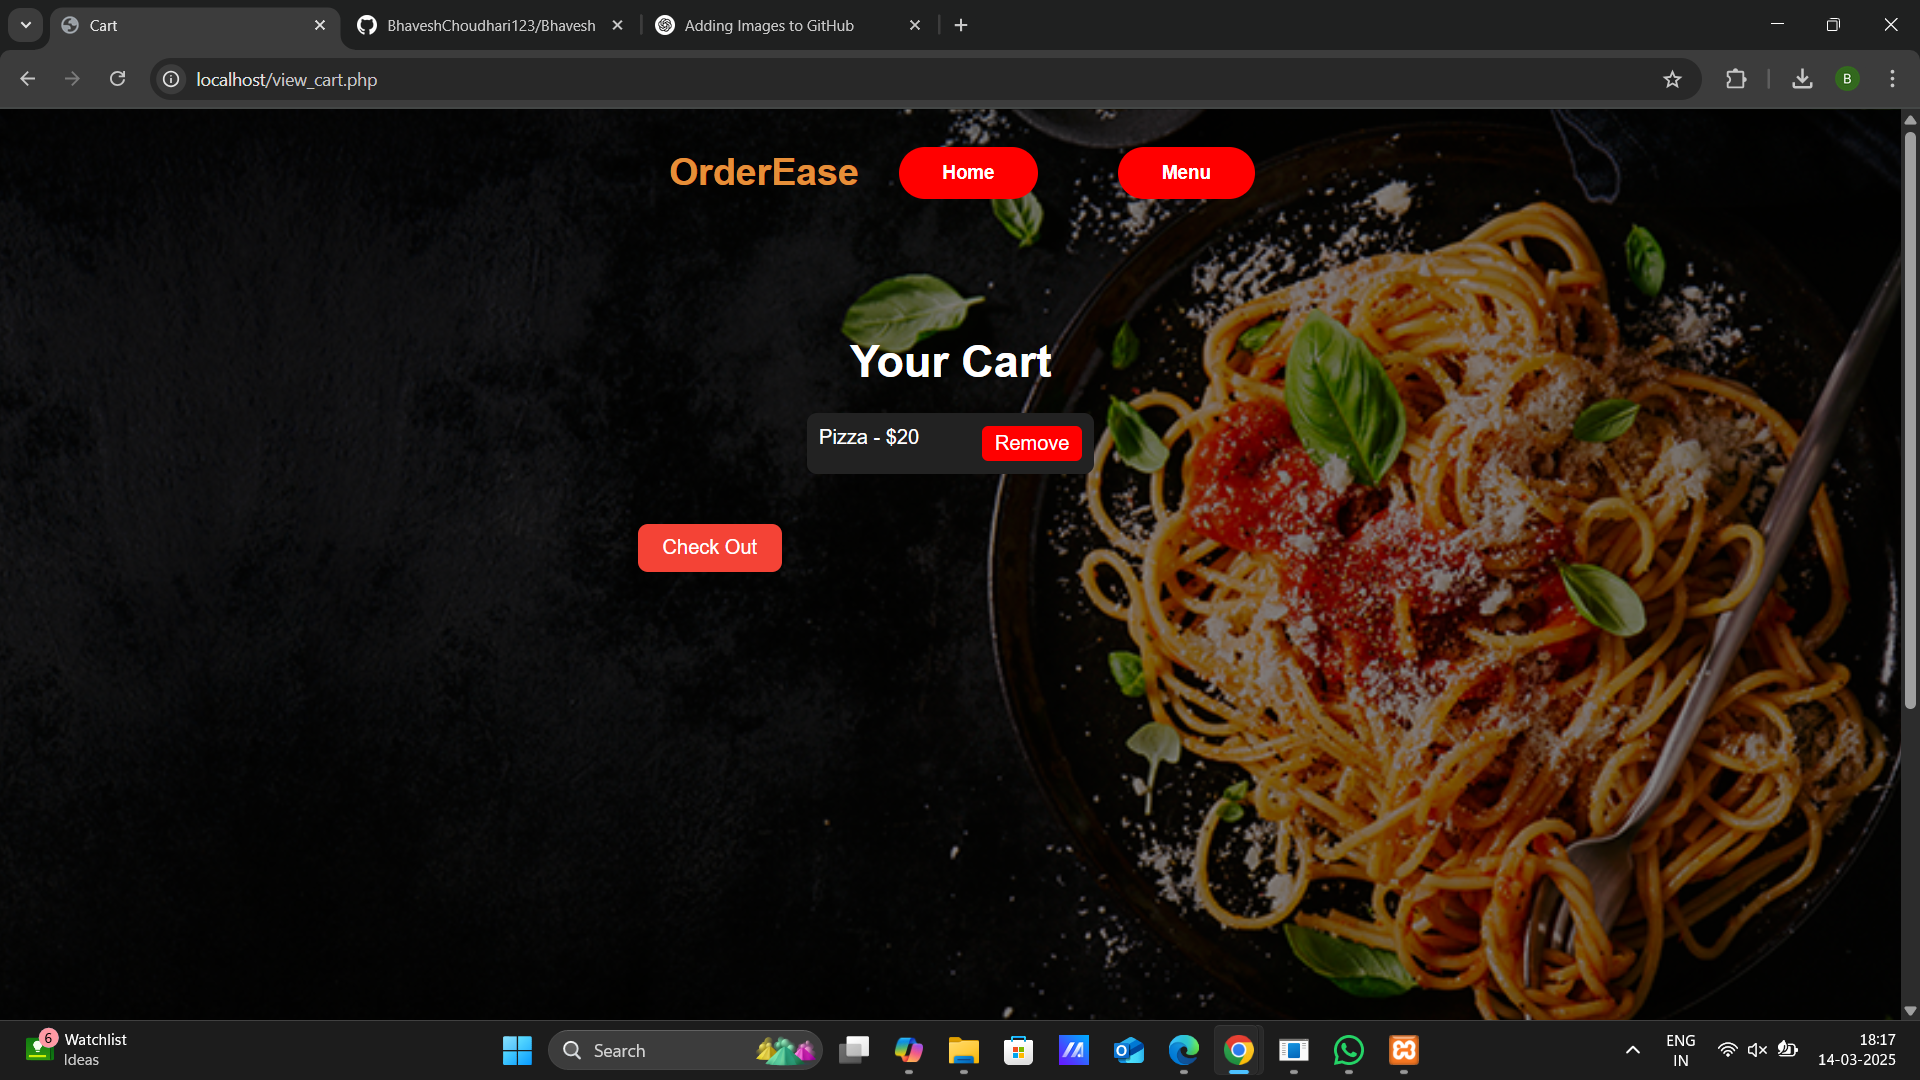 Cart
BhaveshChoudhari123/Bhavesh
Adding Images to GitHub
localhost/view_cart.php
B
OrderEase
Home
Menu
Your Cart
Pizza - $20
Remove
Check Out
6
Watchlist
Ideas
Search
ENG
IN
18:17
14-03-2025